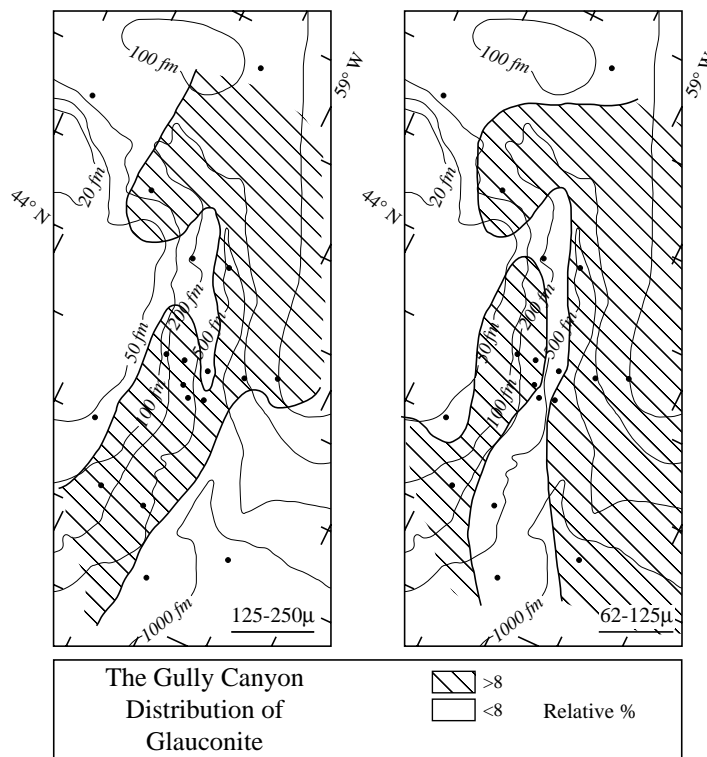 100 fm
59° W
20 fm
44° N
200 fm
50 fm
500 fm
100 fm
1000 fm
125-250µ
100 fm
59° W
20 fm
44° N
200 fm
50 fm
500 fm
100 fm
1000 fm
62-125µ
The Gully Canyon
Distribution of
Glauconite
>8
<8 Relative %